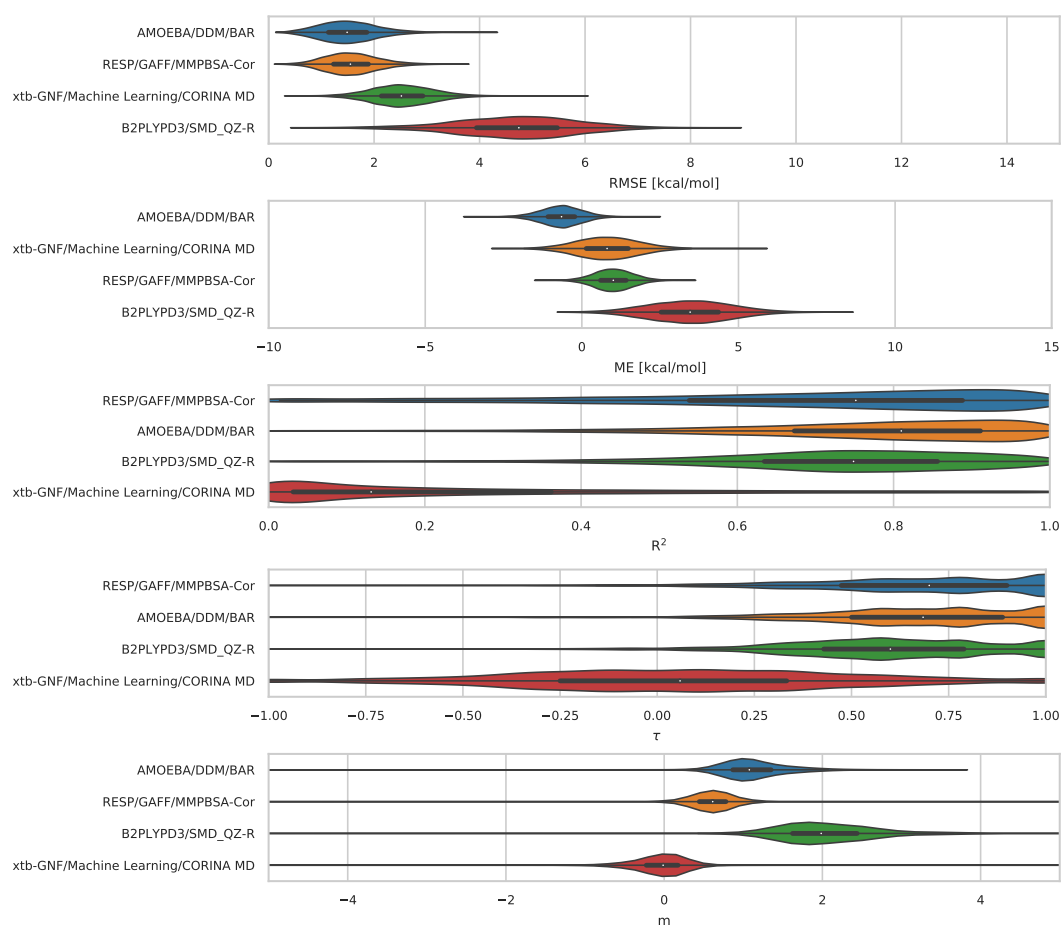 AMOEBA/DDM/BAR
RESP/GAFF/MMPBSA-Cor
xtb-GNF/Machine Learning/CORINA MD
B2PLYPD3/SMD_QZ-R
0 2 4 6 8 10 12 14
RMSE [kcal/mol]
AMOEBA/DDM/BAR
xtb-GNF/Machine Learning/CORINA MD
RESP/GAFF/MMPBSA-Cor
B2PLYPD3/SMD_QZ-R
−10 −5 0 5 10 15
ME [kcal/mol]
RESP/GAFF/MMPBSA-Cor
AMOEBA/DDM/BAR
B2PLYPD3/SMD_QZ-R
xtb-GNF/Machine Learning/CORINA MD
0.0 0.2 0.4 0.6 0.8 1.0
R²
RESP/GAFF/MMPBSA-Cor
AMOEBA/DDM/BAR
B2PLYPD3/SMD_QZ-R
xtb-GNF/Machine Learning/CORINA MD
−1.00 −0.75 −0.50 −0.25 0.00 0.25 0.50 0.75 1.00
τ
AMOEBA/DDM/BAR
RESP/GAFF/MMPBSA-Cor
B2PLYPD3/SMD_QZ-R
xtb-GNF/Machine Learning/CORINA MD
−4 −2 0 2 4
m